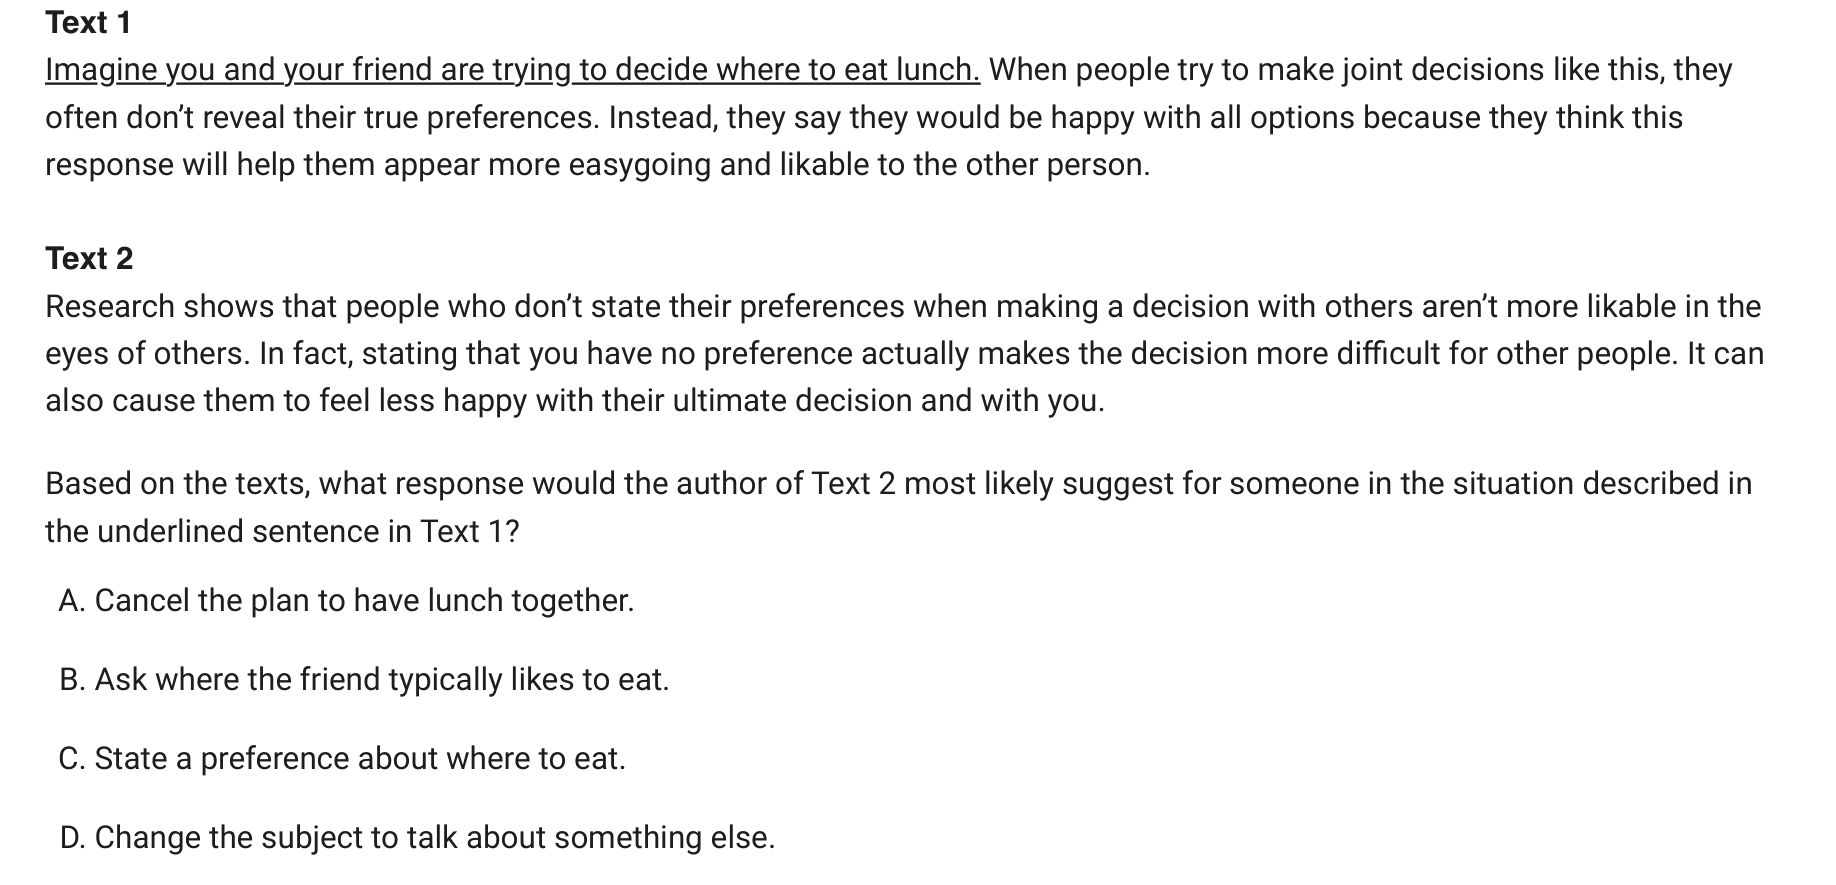 Text 1
Imagine you and your friend are trying to decide where to eat lunch. When people try to make joint decisions like this, they
often don’t reveal their true preferences. Instead, they say they would be happy with all options because they think this
response will help them appear more easygoing and likable to the other person.
Text 2
Research shows that people who don’t state their preferences when making a decision with others aren’t more likable in the
eyes of others. In fact, stating that you have no preference actually makes the decision more difficult for other people. It can
also cause them to feel less happy with their ultimate decision and with you.
Based on the texts, what response would the author of Text 2 most likely suggest for someone in the situation described in
the underlined sentence in Text 1?
A. Cancel the plan to have lunch together.
B. Ask where the friend typically likes to eat.
C. State a preference about where to eat.
D. Change the subject to talk about something else.